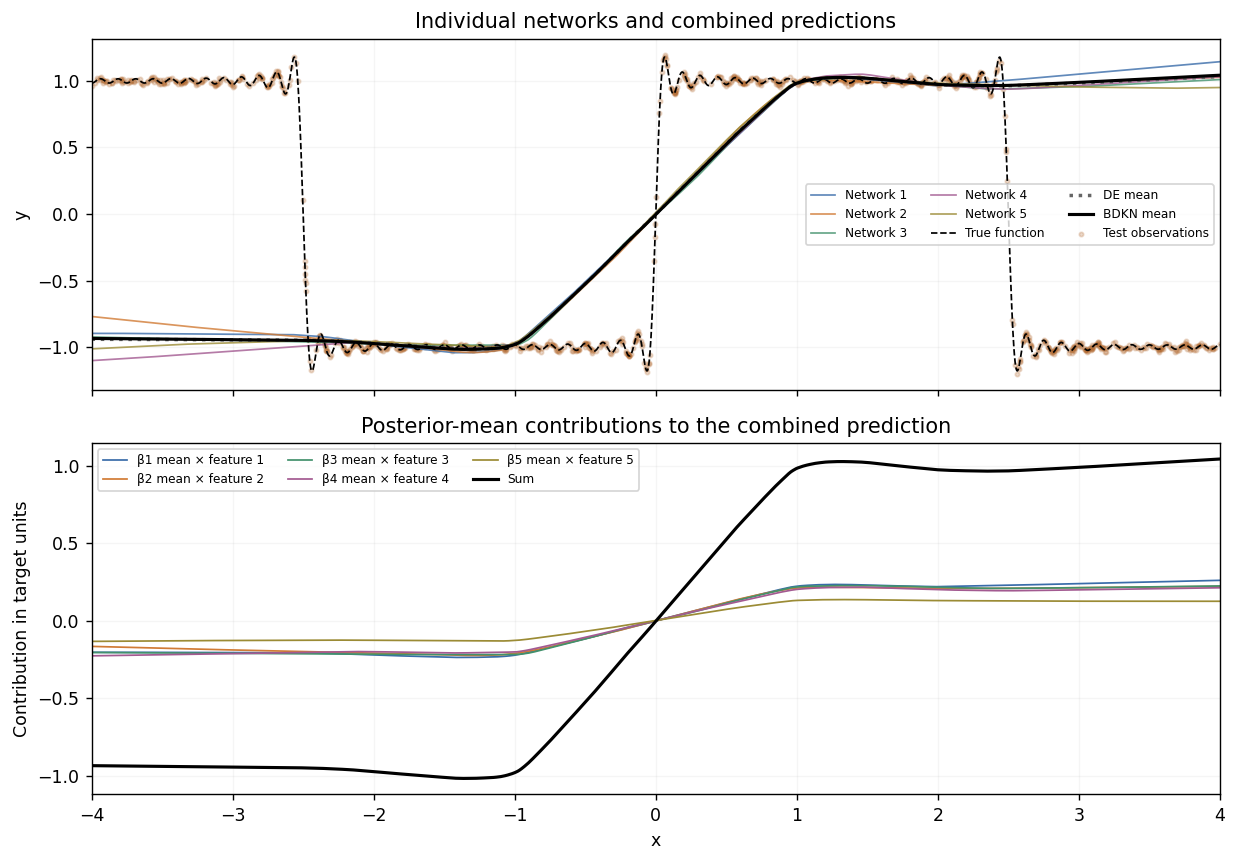 Individual networks and combined predictions
1.0
0.5
0.0
−0.5
−1.0
y
Network 1 Network 4 DE mean
Network 2 Network 5 BDKN mean
Network 3 True function Test observations
Posterior-mean contributions to the combined prediction
β1 mean × feature 1 β3 mean × feature 3 β5 mean × feature 5
β2 mean × feature 2 β4 mean × feature 4 Sum
1.0
0.5
0.0
−0.5
−1.0
Contribution in target units
−4 −3 −2 −1 0 1 2 3 4
x